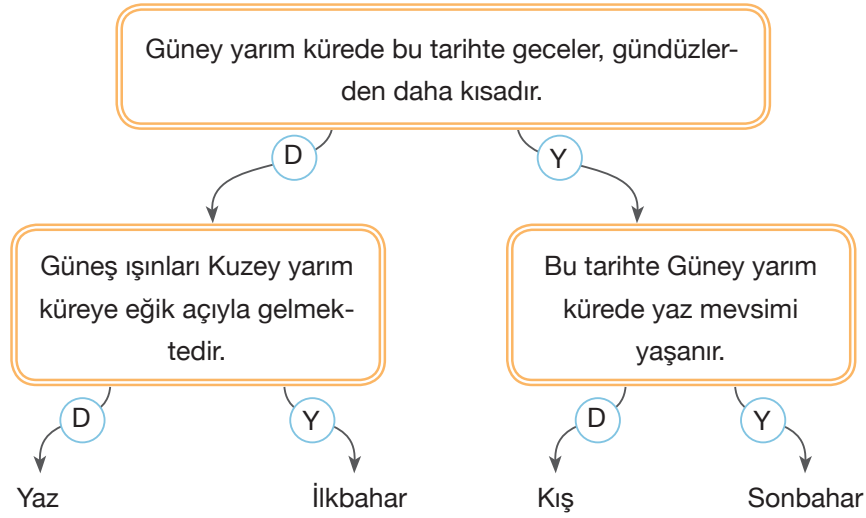 Güney yarım kürede bu tarihte geceler, gündüzler-
den daha kısadır.
D
Y
Güneş ışınları Kuzey yarım
küreye eğik açıyla gelmek-
tedir.
Bu tarihte Güney yarım
kürede yaz mevsimi
yaşanır.
D
Y
D
Y
Yaz
İlkbahar
Kış
Sonbahar